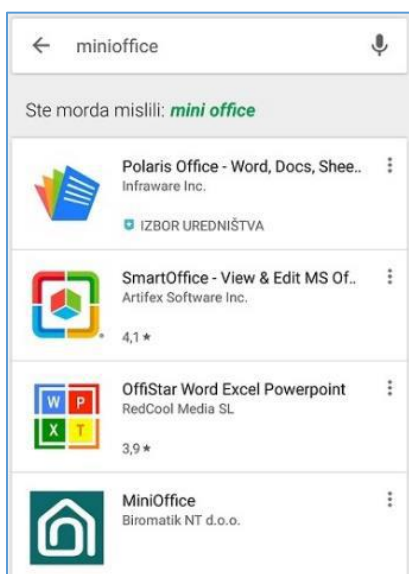 minioffice
Ste morda mislili: mini office
Polaris Office - Word, Docs, Shee..
Infraware Inc.
IZBOR UREDNIŠTVA
SmartOffice - View & Edit MS Of..
Artifex Software Inc.
4,1 ★
OffiStar Word Excel Powerpoint
RedCool Media SL
W P
X T
3,9 ★
MiniOffice
Biromatik NT d.o.o.